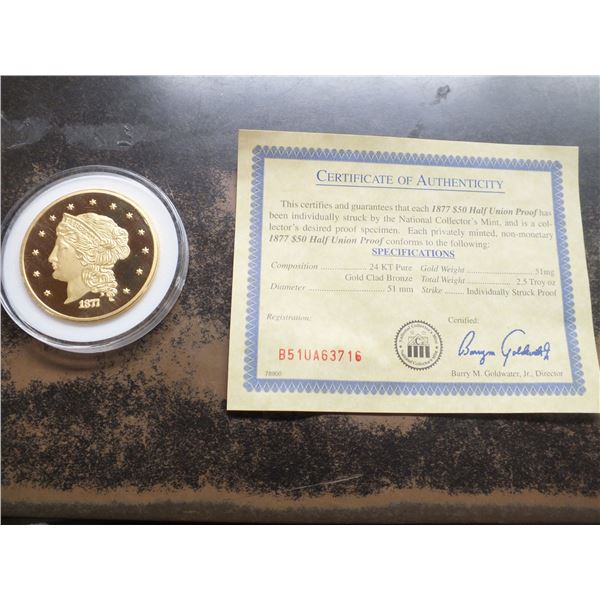 CERTIFICATE OF AUTHENTICITY
This certifies and guarantees that each 1877 $50 Half Union Proof has
been individually struck by the National Collector's Mint, and is a col-
lector's desired proof specimen. Each privately minted, non-monetary
1877 $50 Half Union Proof conforms to the following:
SPECIFICATIONS
Composition .................. 24 KT Pure
Gold Clad Bronze
Diameter ............................ 51 mm
Gold Weight ........................... 51mg
Total Weight .................. 2.5 Troy oz
Strike ........ Individually Struck Proof
Registration:
Certified:
B51UA63716
Barry M. Goldwater, Jr., Director
1877